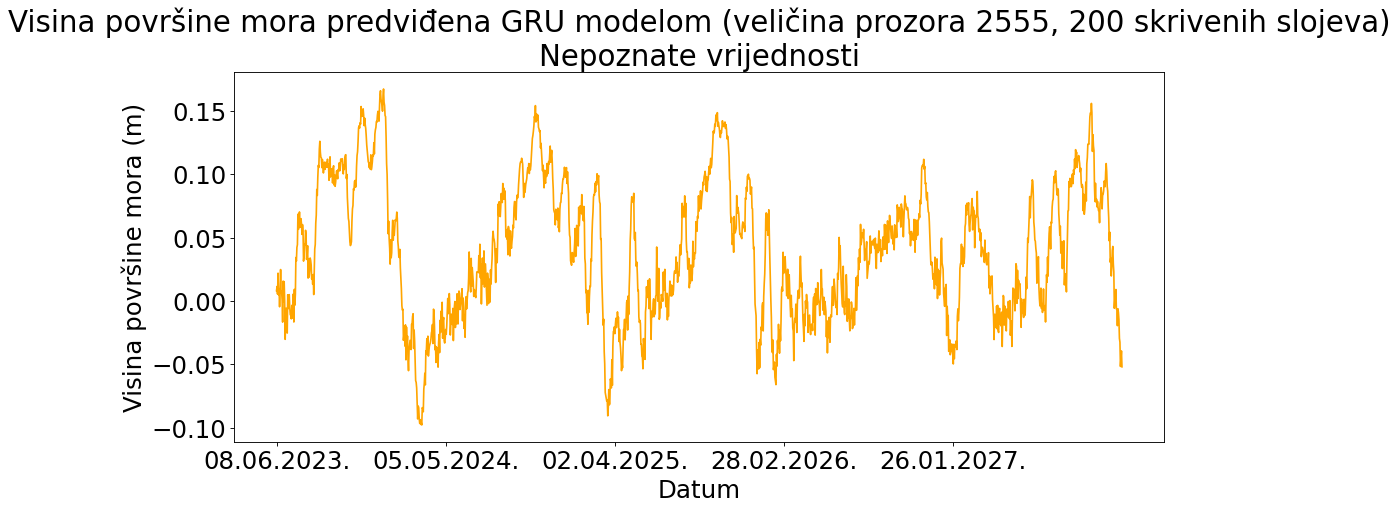 Visina površine mora predviđena GRU modelom (veličina prozora 2555, 200 skrivenih slojeva)
Nepoznate vrijednosti
Visina površine mora (m)
0.15
0.10
0.05
0.00
−0.05
−0.10
08.06.2023. 05.05.2024. 02.04.2025. 28.02.2026. 26.01.2027.
Datum